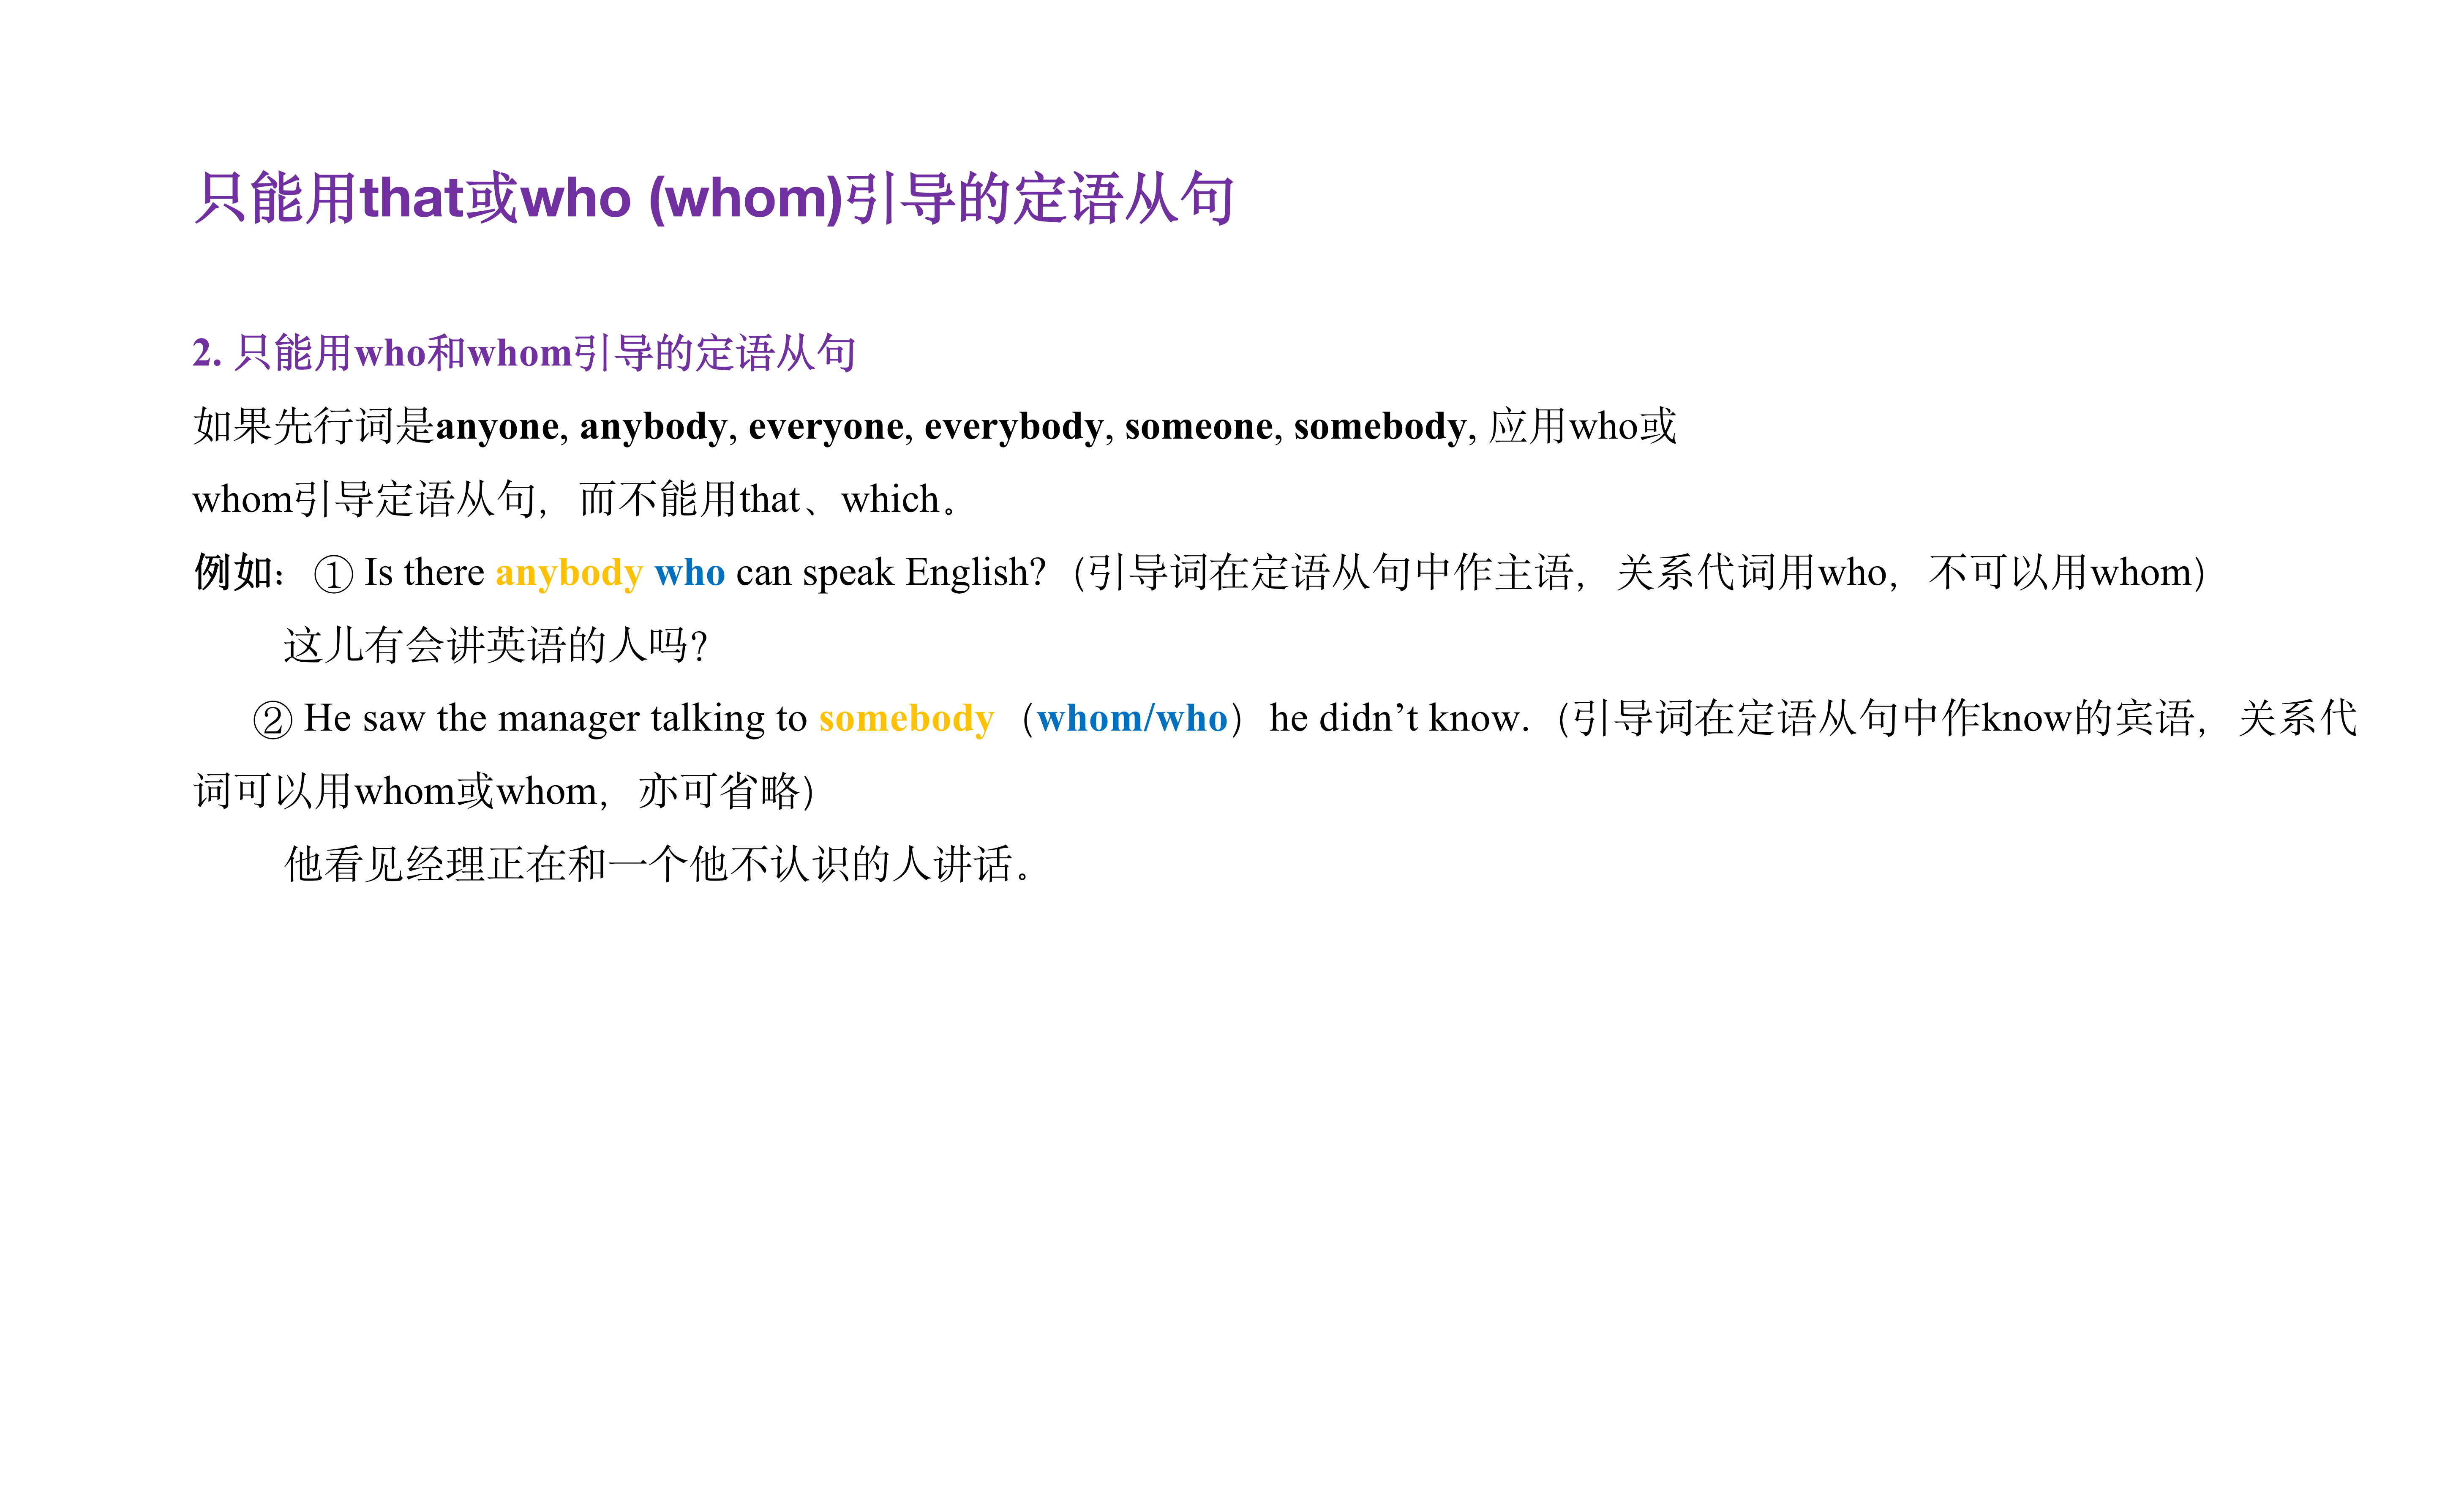 只能用that或who (whom)引导的定语从句
2. 只能用who和whom引导的定语从句
如果先行词是anyone, anybody, everyone, everybody, someone, somebody, 应用who或
whom引导定语从句，而不能用that、which。
例如：① Is there anybody who can speak English?（引导词在定语从句中作主语，关系代词用who，不可以用whom）
这儿有会讲英语的人吗？
② He saw the manager talking to somebody（whom/who）he didn’t know.（引导词在定语从句中作know的宾语，关系代
词可以用whom或whom，亦可省略）
他看见经理正在和一个他不认识的人讲话。